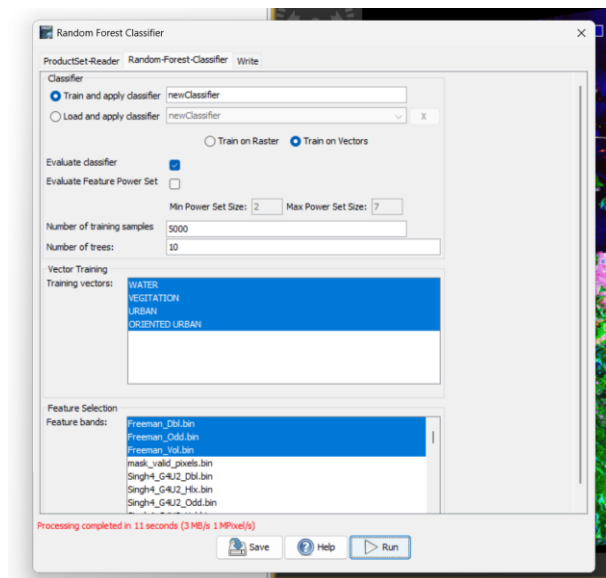 Random Forest Classifier
ProductSet-Reader Random-Forest-Classifier Write
Classifier
Train and apply classifier newClassifier
Load and apply classifier newClassifier X
Train on Raster Train on Vectors
Evaluate classifier
Evaluate Feature Power Set
Min Power Set Size: 2 Max Power Set Size: 7
Number of training samples 5000
Number of trees: 10
Vector Training
Training vectors: WATER
VEGITATION
URBAN
ORIENTED URBAN
Feature Selection
Feature bands: Freeman_Dbl.bin
Freeman_Odd.bin
Freeman_Vol.bin
mask_valid_pixels.bin
Singh4_G4U2_Dbl.bin
Singh4_G4U2_Hlx.bin
Singh4_G4U2_Odd.bin
Processing completed in 11 seconds (3 MB/s 1 MPixel/s)
Save Help Run